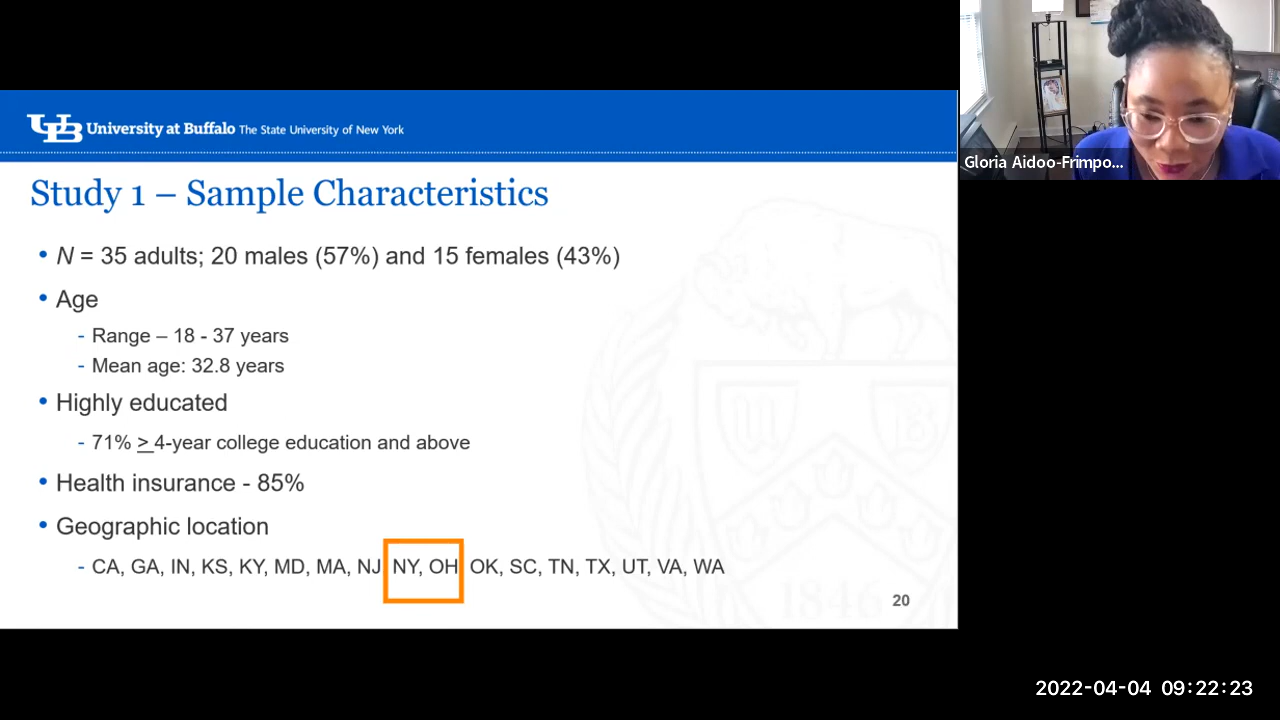 UB University at Buffalo The State University of New York
Study 1 – Sample Characteristics
• N = 35 adults; 20 males (57%) and 15 females (43%)
• Age
- Range – 18 - 37 years
- Mean age: 32.8 years
• Highly educated
- 71% > 4-year college education and above
• Health insurance - 85%
• Geographic location
- CA, GA, IN, KS, KY, MD, MA, NJ NY, OH OK, SC, TN, TX, UT, VA, WA
1846
20
Gloria Aidoo-Frimpo...
2022-04-04 09:22:23